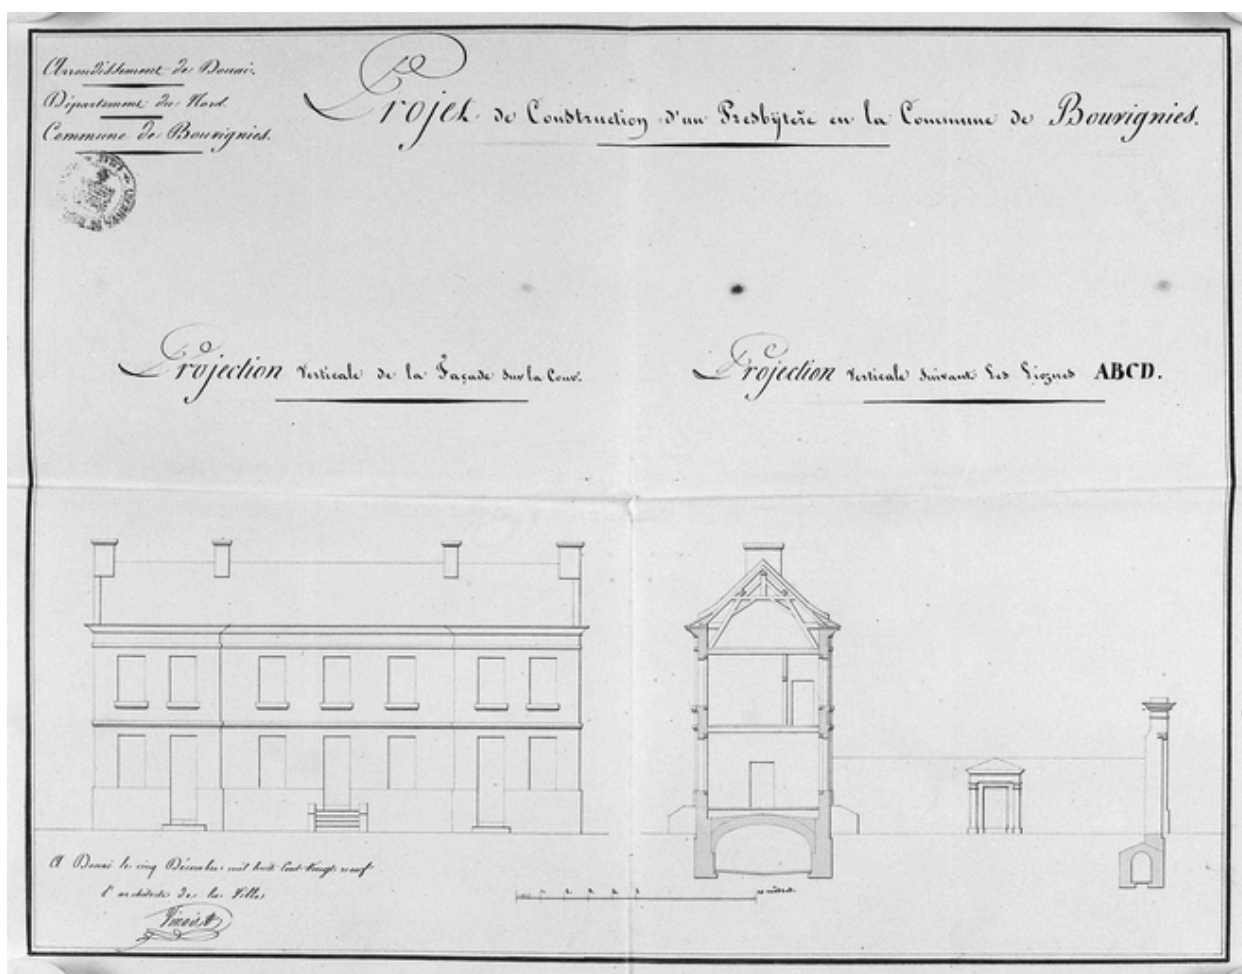 Arrondissement de Douai.
Département du Nord.
Commune de Bouvignies.
Projet de Construction d'un Presbytère en la Commune de Bouvignies.
Projection Verticale de la Façade sur la Cour.
Projection Verticale suivant les Lignes ABCD.
A Douai le cinq Décembre mil huit Cent Vingt neuf
l'architecte de la Ville